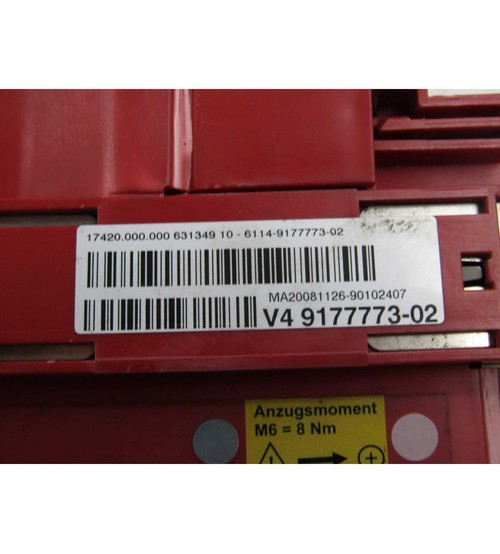 17420.000.000 631349 10 - 6114-9177773-02
MA20081126-90102407
V4 9177773-02
Anzugsmoment
M6 = 8 Nm